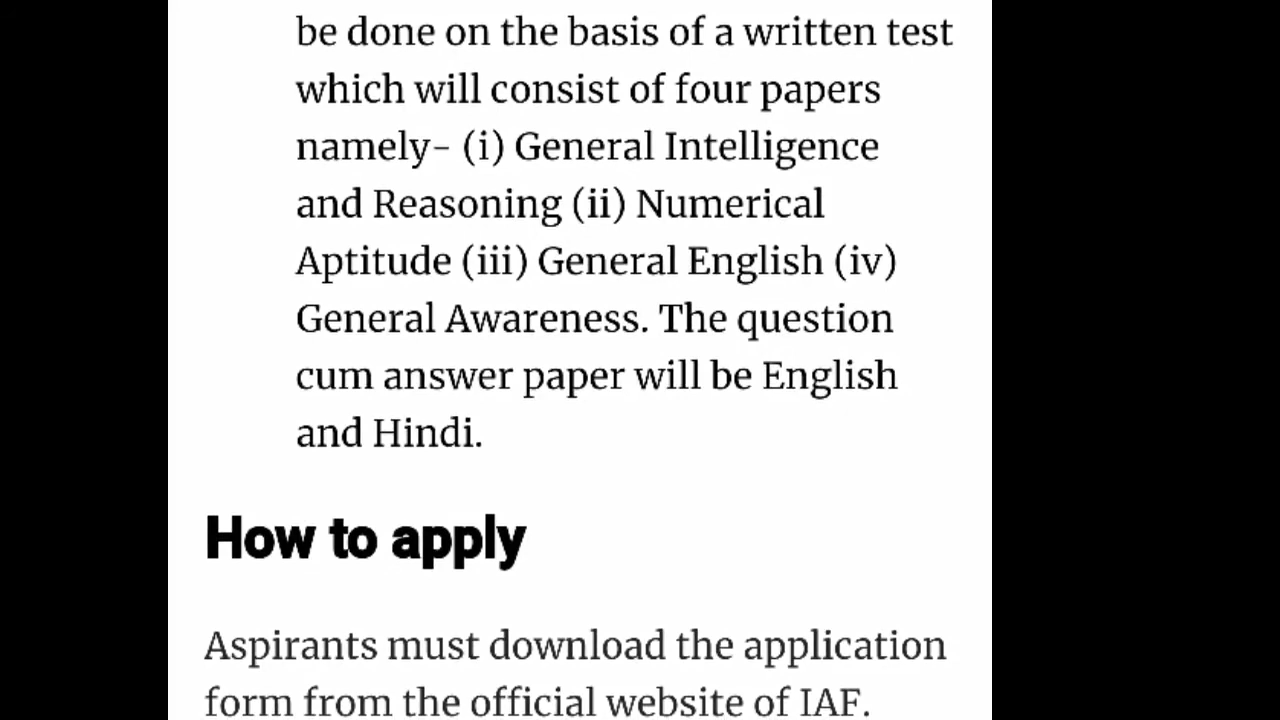 be done on the basis of a written test
which will consist of four papers
namely- (i) General Intelligence
and Reasoning (ii) Numerical
Aptitude (iii) General English (iv)
General Awareness. The question
cum answer paper will be English
and Hindi.
How to apply
Aspirants must download the application
form from the official website of IAF.